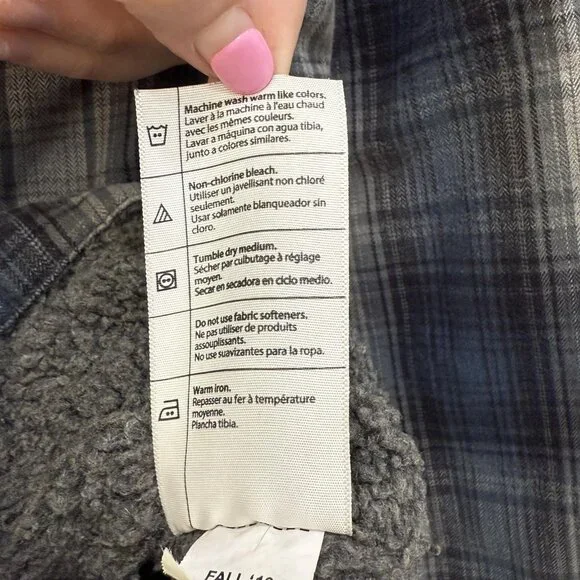 Machine wash warm like colors.
Laver à la machine à l'eau chaud
avec les mêmes couleurs.
Lavar a máquina con agua tibia,
junto a colores similares.
Non-chlorine bleach.
Utiliser un javellisant non chloré
seulement.
Usar solamente blanqueador sin
cloro.
Tumble dry medium.
Sécher par culbutage à réglage
moyen.
Secar en secadora en ciclo medio.
Do not use fabric softeners.
Ne pas utiliser de produits
assouplissants.
No use suavizantes para la ropa.
Warm iron.
Repasser au fer à température
moyenne.
Plancha tibia.
FALL